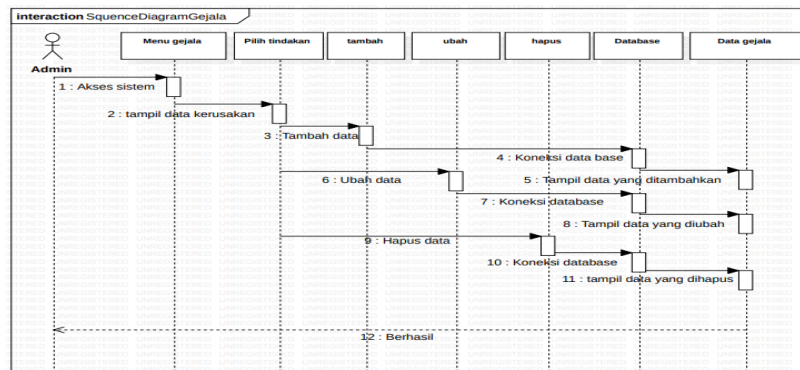 interaction SquenceDiagramGejala
Menu gejala
Pilih tindakan
tambah
ubah
hapus
Database
Data gejala
Admin
1 : Akses sistem
2 : tampil data kerusakan
3 : Tambah data
4 : Koneksi data base
5 : Tampil data yang ditambahkan
6 : Ubah data
7 : Koneksi database
8 : Tampil data yang diubah
9 : Hapus data
10 : Koneksi database
11 : tampil data yang dihapus
12 : Berhasil